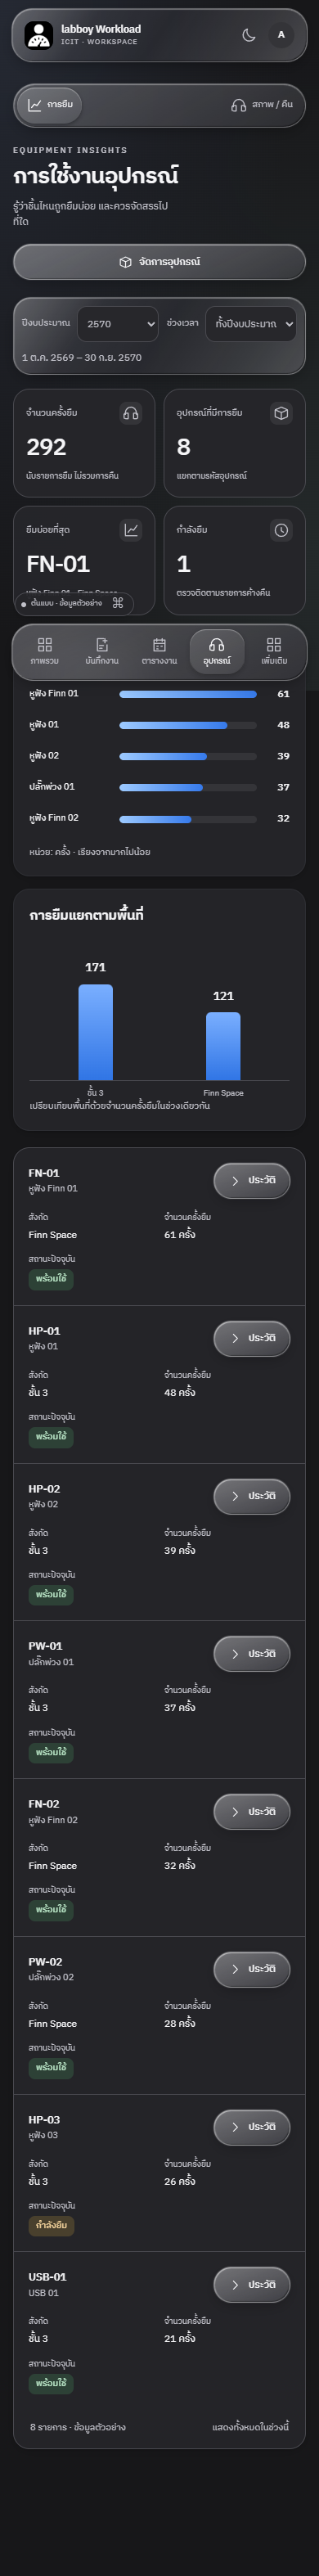 labboy Workload
ICIT · WORKSPACE
A
การยืม
สภาพ / คืน
EQUIPMENT INSIGHTS
การใช้งานอุปกรณ์
รู้ว่าชิ้นไหนถูกยืมบ่อย และควรจัดสรรไป
ที่ใด
จัดการอุปกรณ์
ปีงบประมาณ 2570 ช่วงเวลา ทั้งปีงบประมาณ
1 ต.ค. 2569 – 30 ก.ย. 2570
จำนวนครั้งยืม
292
นับรายการยืม ไม่รวมการคืน
อุปกรณ์ที่มีการยืม
8
แยกตามรหัสอุปกรณ์
ยืมบ่อยที่สุด
FN-01
กำลังยืม
1
ตรวจติดตามรายการค้างคืน
ต้นแบบ · ข้อมูลตัวอย่าง ⌘
ภาพรวม
บันทึกงาน
ตารางงาน
อุปกรณ์
เพิ่มเติม
หูฟัง Finn 01 61
หูฟัง 01 48
หูฟัง 02 39
ปลั๊กพ่วง 01 37
หูฟัง Finn 02 32
หน่วย: ครั้ง · เรียงจากมากไปน้อย
การยืมแยกตามพื้นที่
171
121
ชั้น 3
Finn Space
เปรียบเทียบพื้นที่ด้วยจำนวนครั้งยืมในช่วงเดียวกัน
FN-01
หูฟัง Finn 01
ประวัติ
สังกัด
Finn Space
จำนวนครั้งยืม
61 ครั้ง
สถานะปัจจุบัน
พร้อมใช้
HP-01
หูฟัง 01
ประวัติ
สังกัด
ชั้น 3
จำนวนครั้งยืม
48 ครั้ง
สถานะปัจจุบัน
พร้อมใช้
HP-02
หูฟัง 02
ประวัติ
สังกัด
ชั้น 3
จำนวนครั้งยืม
39 ครั้ง
สถานะปัจจุบัน
พร้อมใช้
PW-01
ปลั๊กพ่วง 01
ประวัติ
สังกัด
ชั้น 3
จำนวนครั้งยืม
37 ครั้ง
สถานะปัจจุบัน
พร้อมใช้
FN-02
หูฟัง Finn 02
ประวัติ
สังกัด
Finn Space
จำนวนครั้งยืม
32 ครั้ง
สถานะปัจจุบัน
พร้อมใช้
PW-02
ปลั๊กพ่วง 02
ประวัติ
สังกัด
Finn Space
จำนวนครั้งยืม
28 ครั้ง
สถานะปัจจุบัน
พร้อมใช้
HP-03
หูฟัง 03
ประวัติ
สังกัด
ชั้น 3
จำนวนครั้งยืม
26 ครั้ง
สถานะปัจจุบัน
กำลังยืม
USB-01
USB 01
ประวัติ
สังกัด
ชั้น 3
จำนวนครั้งยืม
21 ครั้ง
สถานะปัจจุบัน
พร้อมใช้
8 รายการ · ข้อมูลตัวอย่าง
แสดงทั้งหมดในช่วงนี้